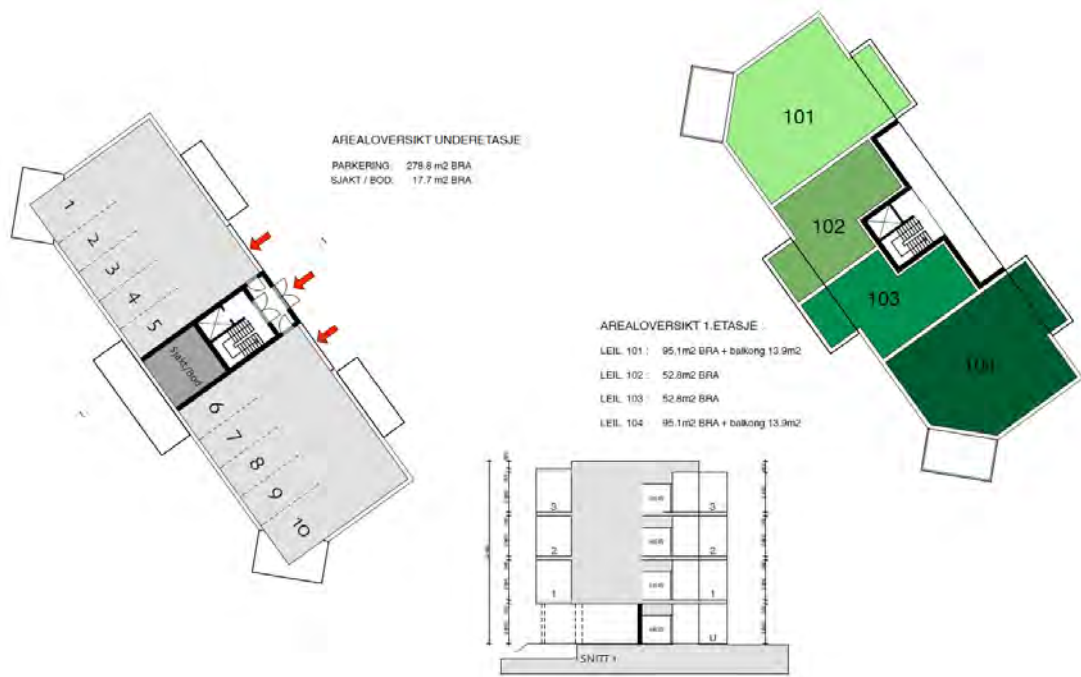 AREALOVERSIKT UNDERETASJE
PARKERING: 278.8 m2 BRA
SJAKT / BOD: 17.7 m2 BRA
1
2
3
4
5
Sjakt/Bod
6
7
8
9
10
101
102
103
104
AREALOVERSIKT 1.ETASJE
LEIL. 101 : 95.1m2 BRA + balkong 13.9m2
LEIL. 102 : 52.8m2 BRA
LEIL. 103 : 52.8m2 BRA
LEIL. 104 : 95.1m2 BRA + balkong 13.9m2
3
3
2
2
1
1
U
SNITT 1